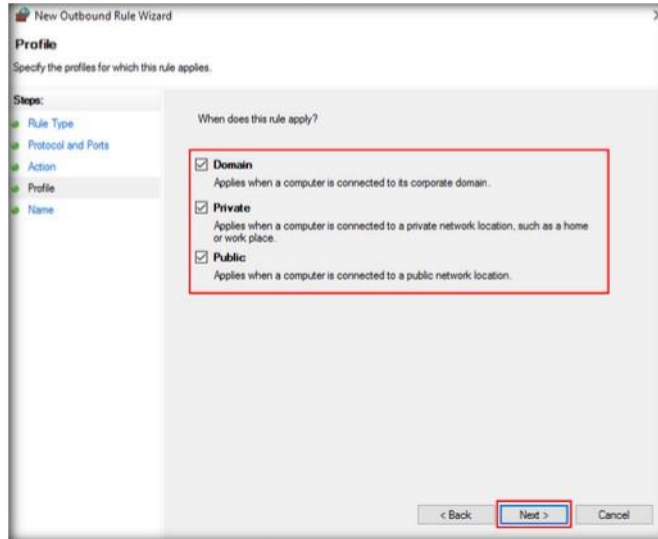 New Outbound Rule Wizard
Profile
Specify the profiles for which this rule applies.
Steps:
Rule Type
Protocol and Ports
Action
Profile
Name
When does this rule apply?
Domain
Applies when a computer is connected to its corporate domain.
Private
Applies when a computer is connected to a private network location, such as a home
or work place.
Public
Applies when a computer is connected to a public network location.
< Back
Next >
Cancel